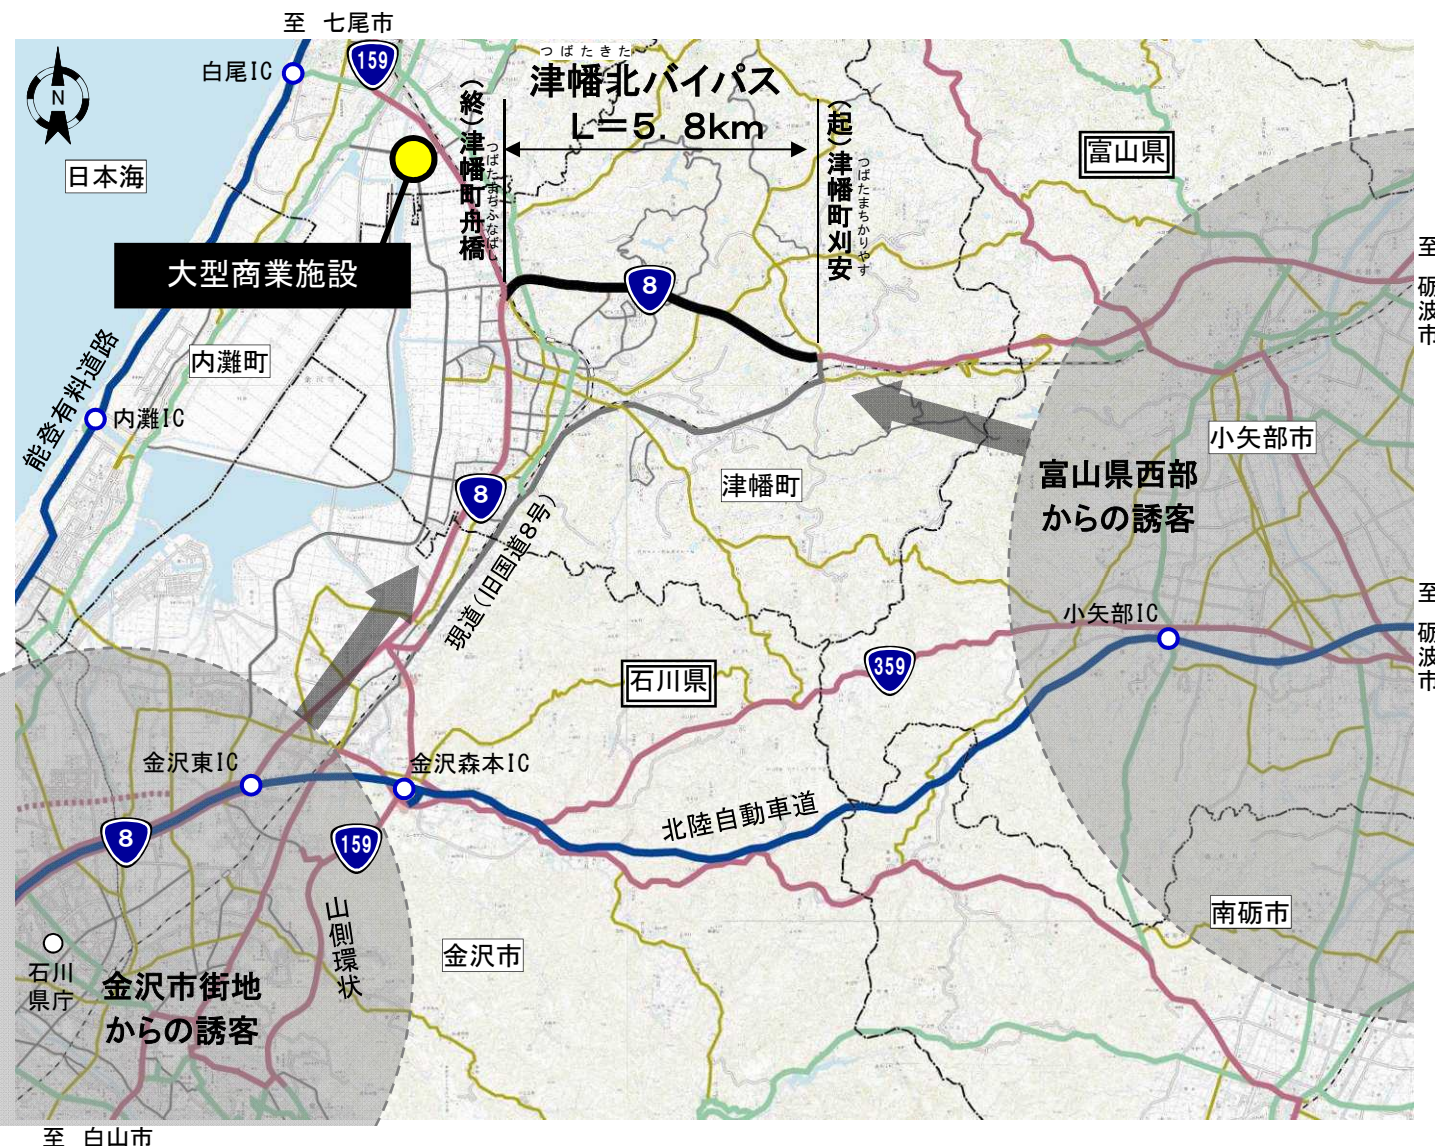 至 七尾市
白尾IC
159
N
日本海
つばたきた
津幡北バイパス
L=5. 8km
(終)津幡町舟橋
つばたまちふなばし
(起)津幡町刈安
つばたまちかりやす
富山県
至 砺波市
大型商業施設
8
内灘町
能登有料道路
内灘IC
小矢部市
富山県西部
からの誘客
津幡町
8
現道(旧国道8号)
至 砺波市
小矢部IC
359
石川県
金沢東IC
金沢森本IC
北陸自動車道
8
159
山側環状
南砺市
金沢市
石川
県庁
金沢市街地
からの誘客
至 白山市